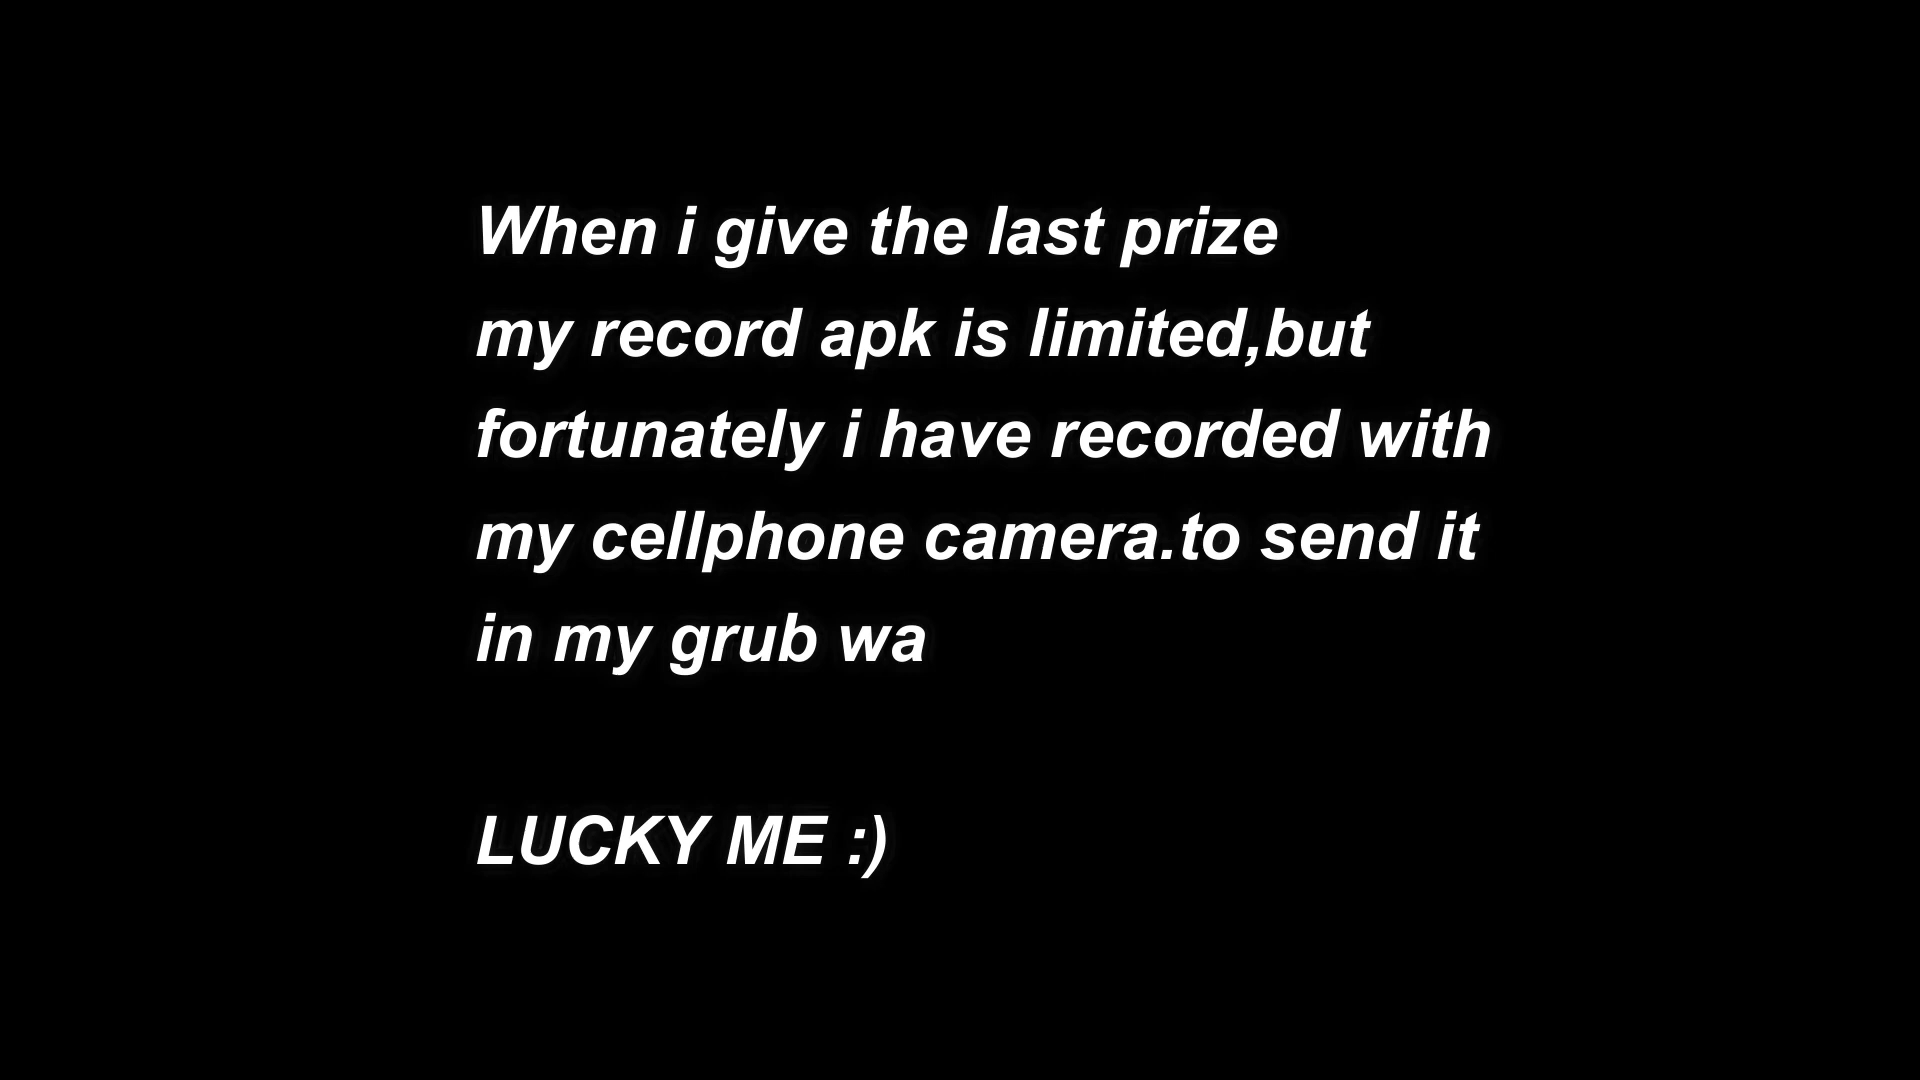 When i give the last prize
my record apk is limited,but
fortunately i have recorded with
my cellphone camera.to send it
in my grub wa
LUCKY ME :)